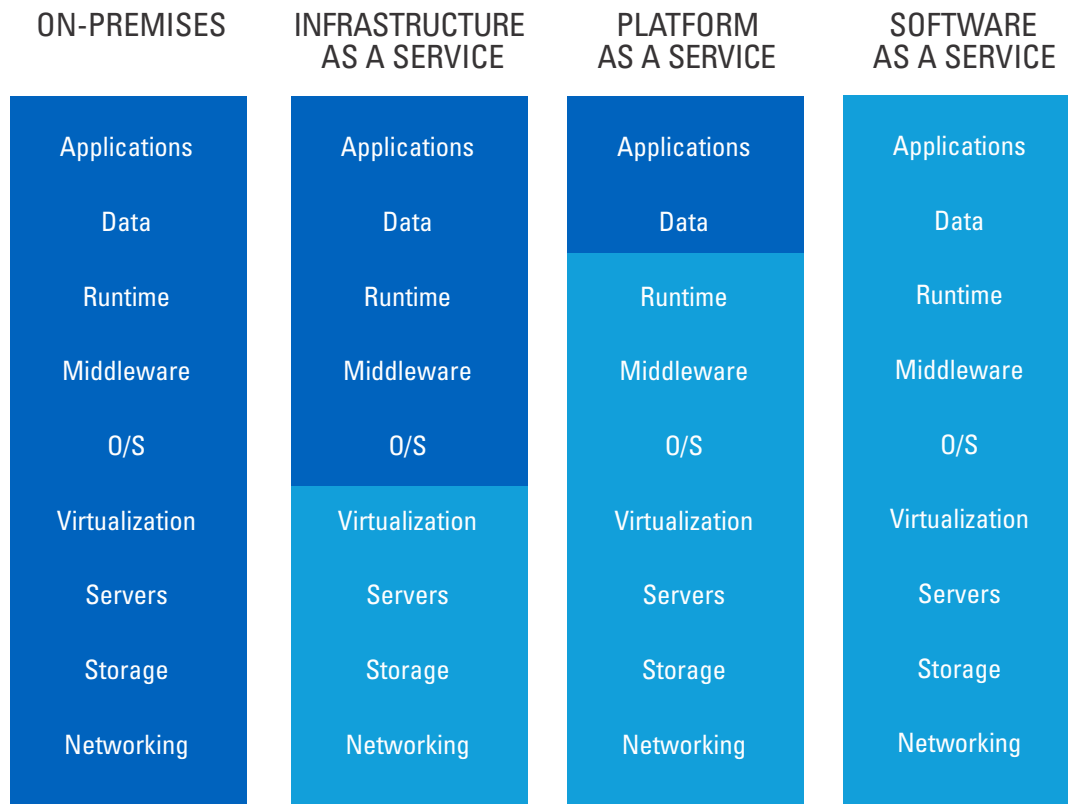 ON-PREMISES
INFRASTRUCTURE
AS A SERVICE
PLATFORM
AS A SERVICE
SOFTWARE
AS A SERVICE
Applications
Data
Runtime
Middleware
O/S
Virtualization
Servers
Storage
Networking
Applications
Data
Runtime
Middleware
O/S
Virtualization
Servers
Storage
Networking
Applications
Data
Runtime
Middleware
O/S
Virtualization
Servers
Storage
Networking
Applications
Data
Runtime
Middleware
O/S
Virtualization
Servers
Storage
Networking